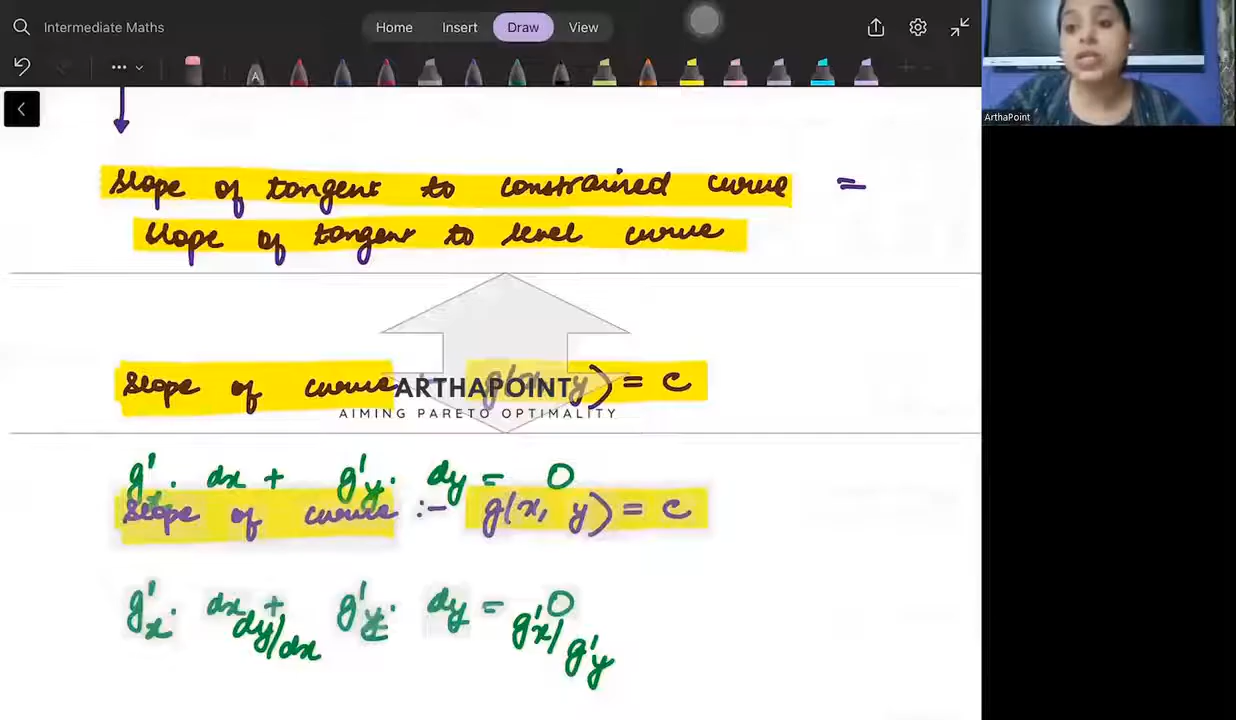 Intermediate Maths
Home Insert Draw View
A
ArthaPoint
Slope of tangent to constrained curve =
slope of tangent to level curve
Slope of curve g(x, y) = c
ARTHAPOINT
AIMING PARETO OPTIMALITY
g'x. dx + g'y. dy = 0
Slope of curve :- g(x, y) = c
g'x. dx + g'y. dy = 0
dy/dx = g'x/g'y